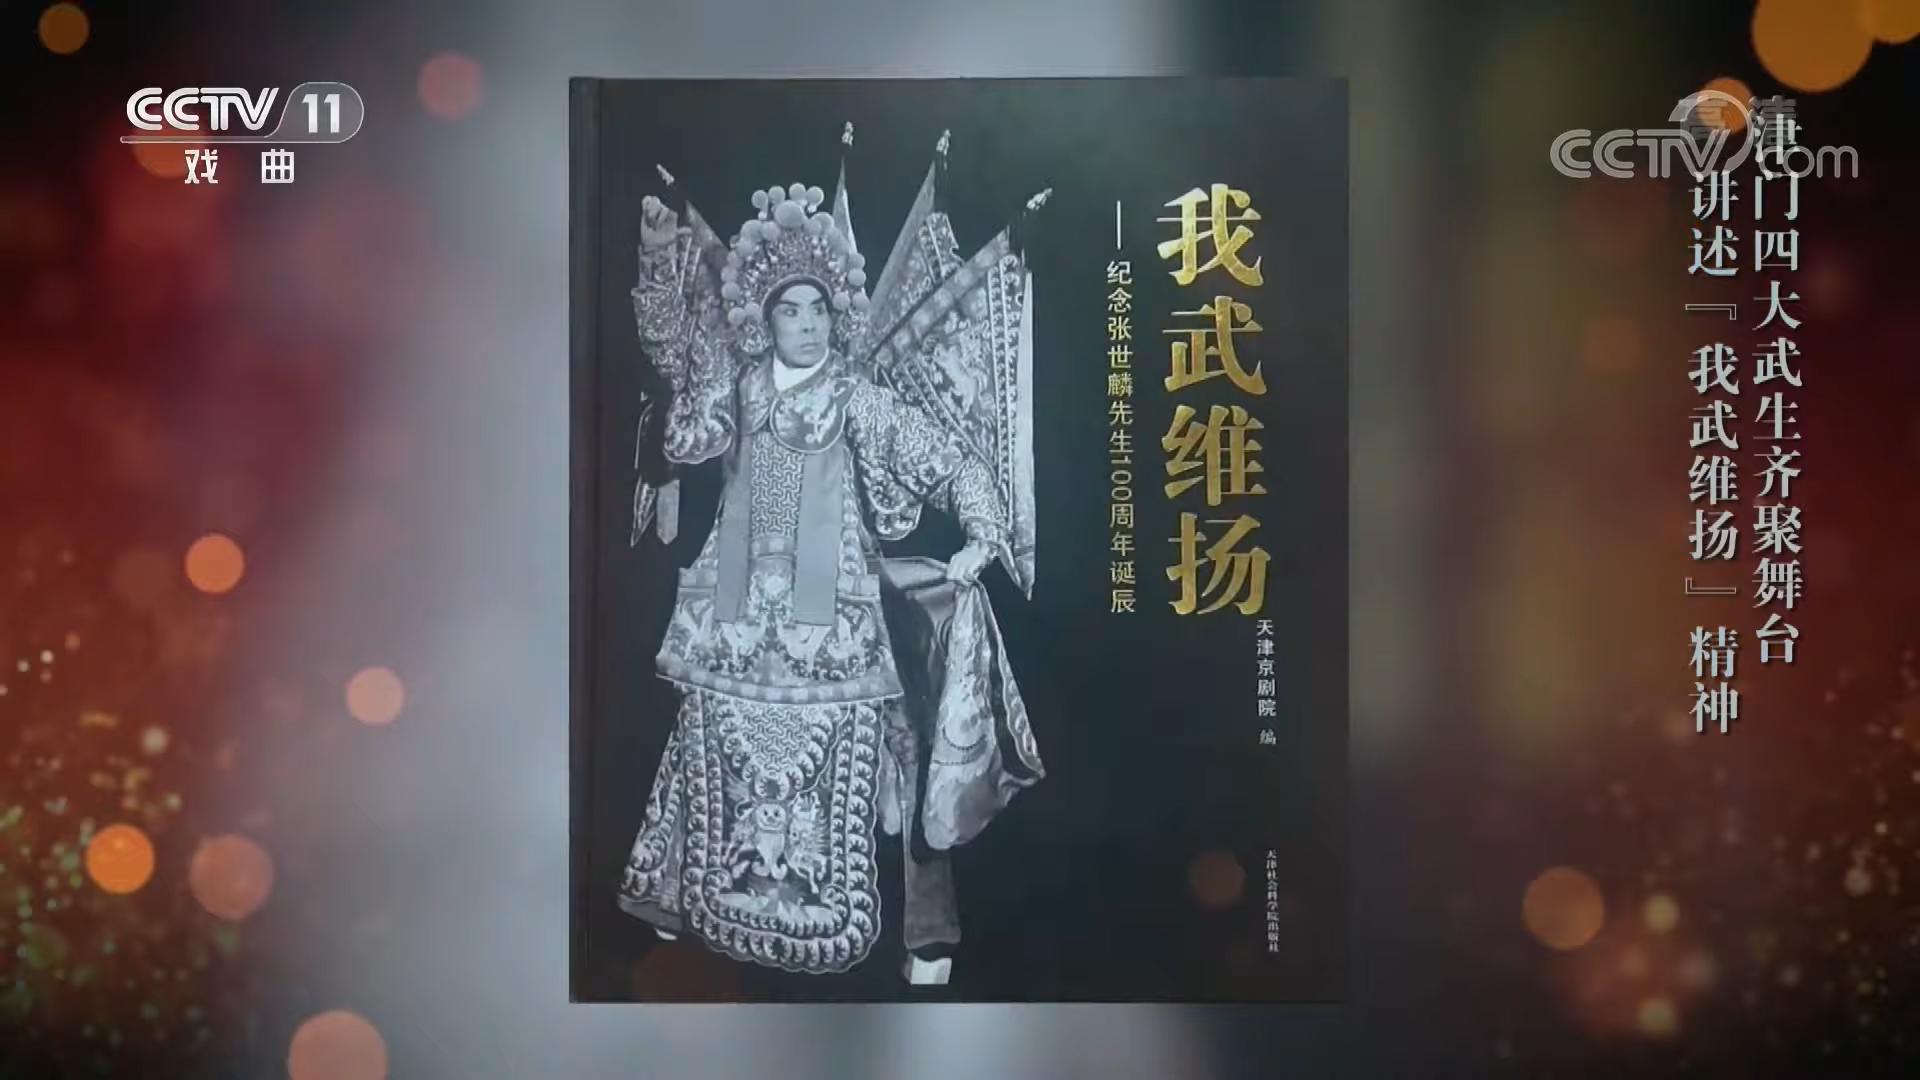 CCTV 11
戏曲
高清
CCTV.com
津门四大武生齐聚舞台
讲述『我武维扬』精神
我武维扬
——纪念张世麟先生100周年诞辰
天津京剧院 编
天津社会科学院出版社